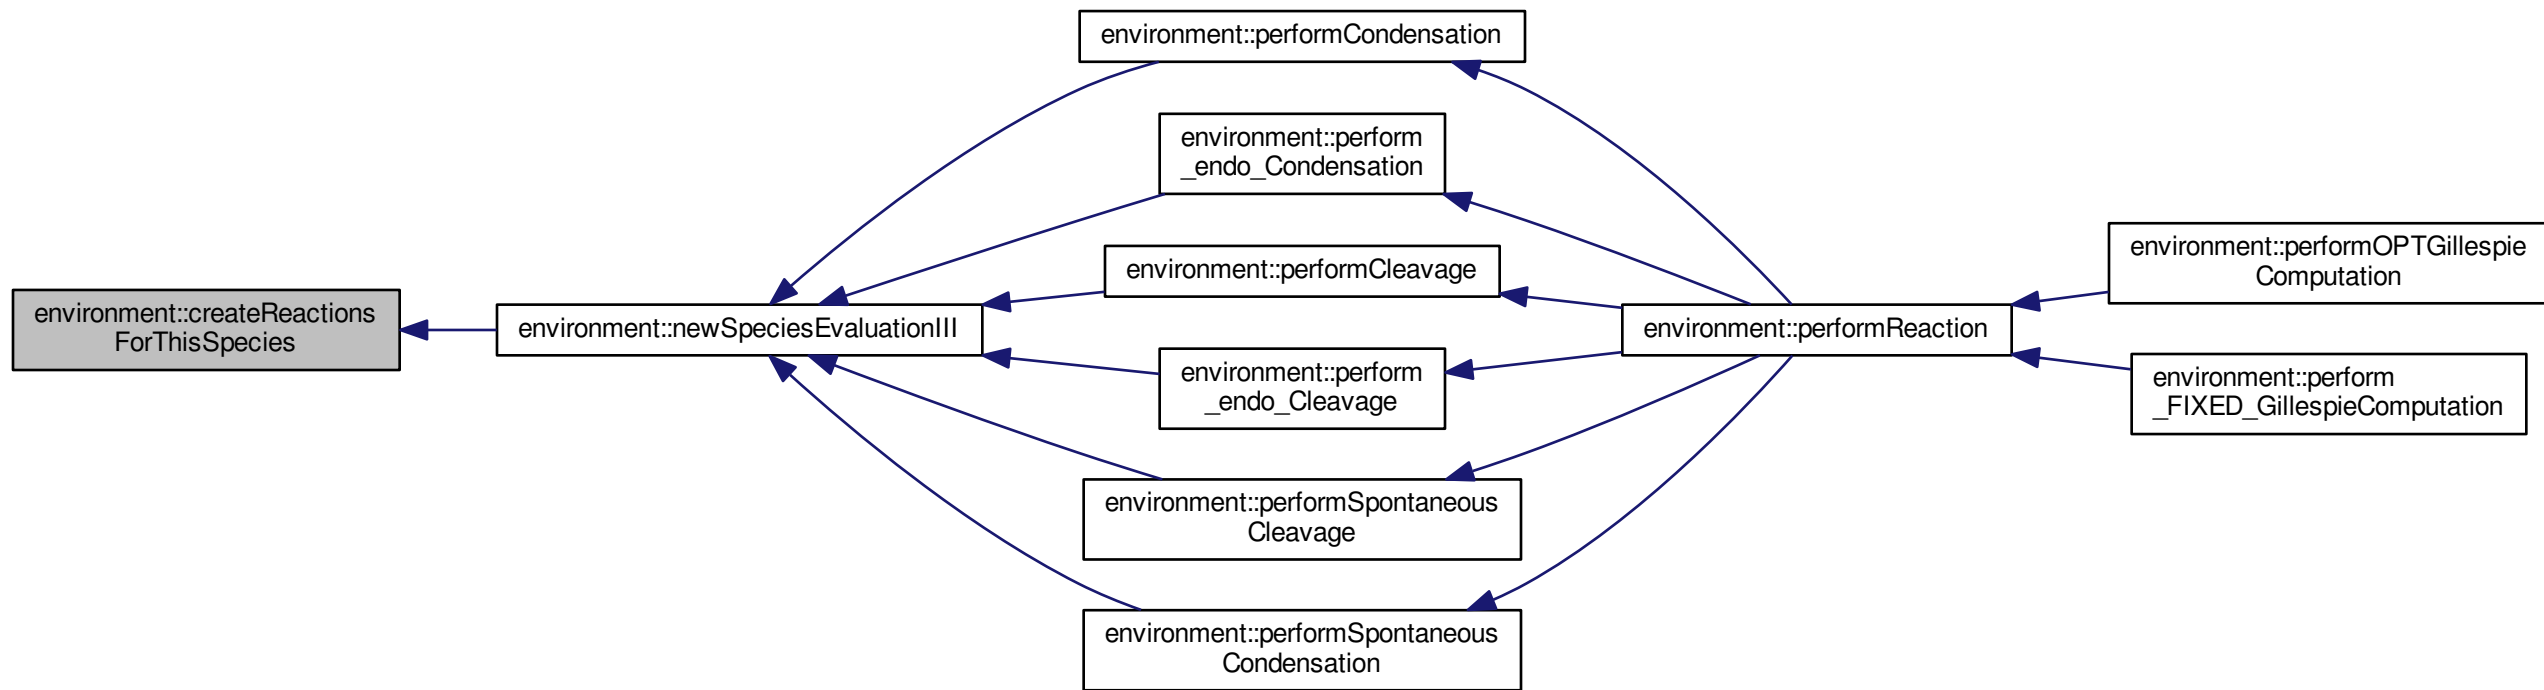 environment::createReactions
ForThisSpecies
environment::newSpeciesEvaluationIII
environment::performCondensation
environment::perform
_endo_Condensation
environment::performCleavage
environment::perform
_endo_Cleavage
environment::performSpontaneous
Cleavage
environment::performSpontaneous
Condensation
environment::performReaction
environment::performOPTGillespie
Computation
environment::perform
_FIXED_GillespieComputation